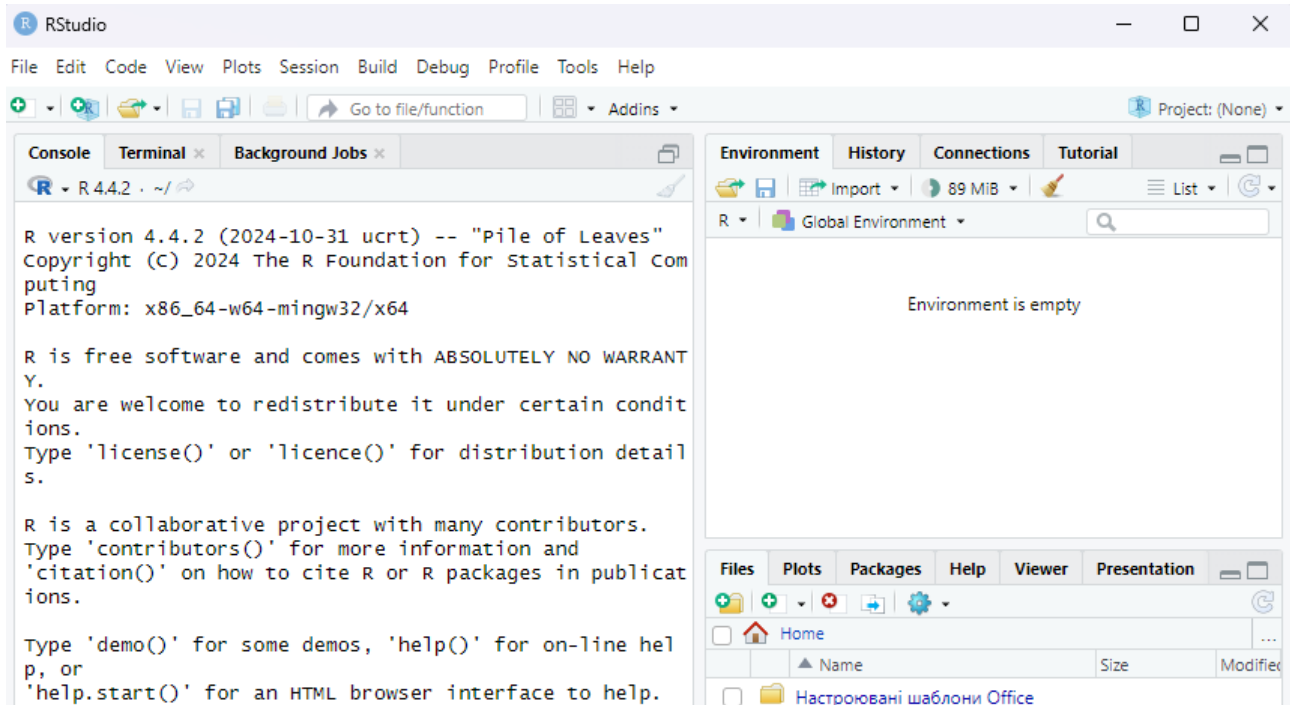 RStudio
File Edit Code View Plots Session Build Debug Profile Tools Help
Go to file/function Addins Project: (None)
Console Terminal Background Jobs
R 4.4.2 · ~/
R version 4.4.2 (2024-10-31 ucrt) -- "Pile of Leaves"
Copyright (C) 2024 The R Foundation for Statistical Com
puting
Platform: x86_64-w64-mingw32/x64
R is free software and comes with ABSOLUTELY NO WARRANT
Y.
You are welcome to redistribute it under certain condit
ions.
Type 'license()' or 'licence()' for distribution detail
s.
R is a collaborative project with many contributors.
Type 'contributors()' for more information and
'citation()' on how to cite R or R packages in publicat
ions.
Type 'demo()' for some demos, 'help()' for on-line hel
p, or
'help.start()' for an HTML browser interface to help.
Environment History Connections Tutorial
Import 89 MiB List
R Global Environment
Environment is empty
Files Plots Packages Help Viewer Presentation
Home ...
Name Size Modified
Настроювані шаблони Office